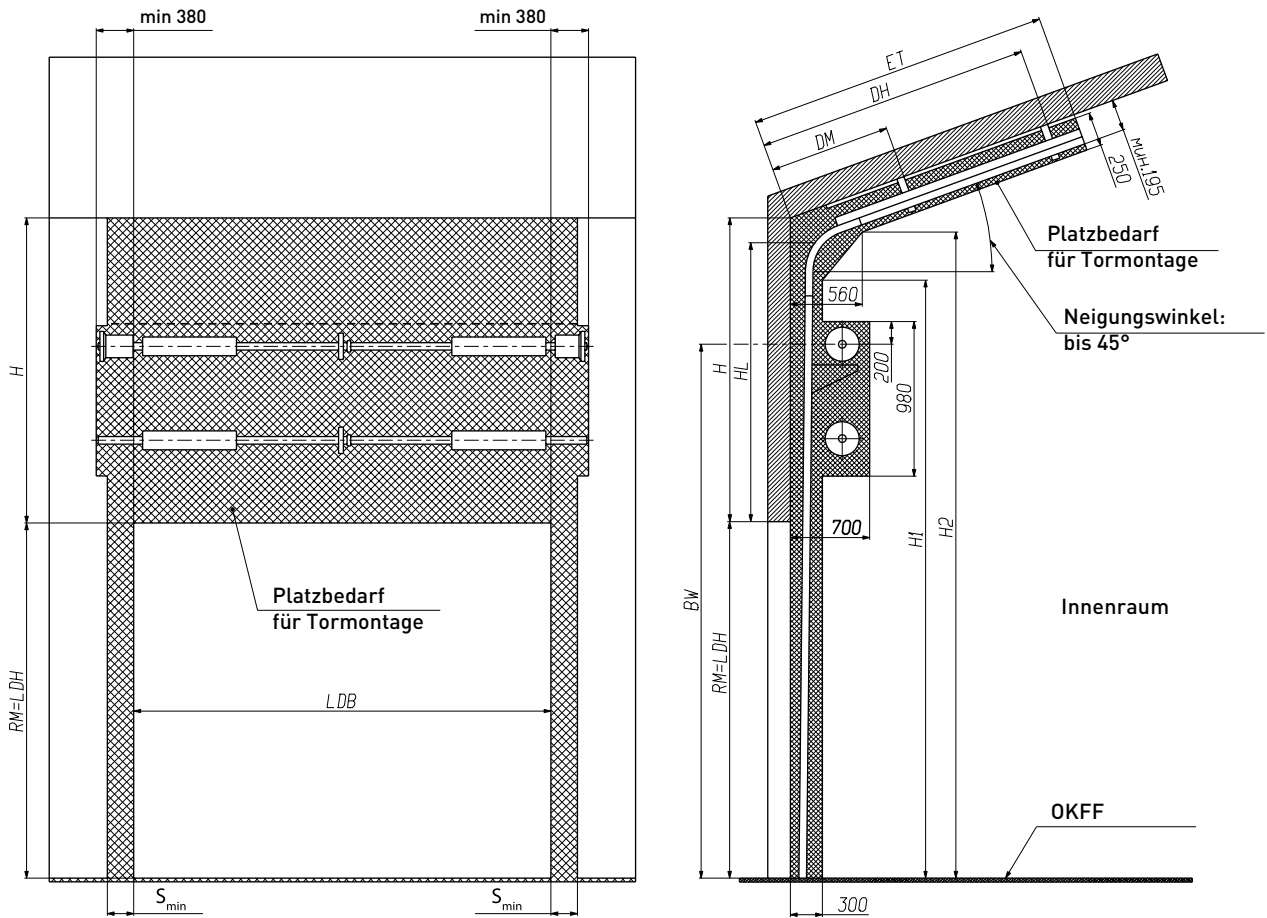 min 380
min 380
H
RM=LDH
LDB
Platzbedarf
für Tormontage
S min
S min
ET
DH
DM
мин.195
250
Platzbedarf
für Tormontage
Neigungswinkel:
bis 45°
560
H
HL
200
980
700
H1
H2
BW
RM=LDH
Innenraum
OKFF
300